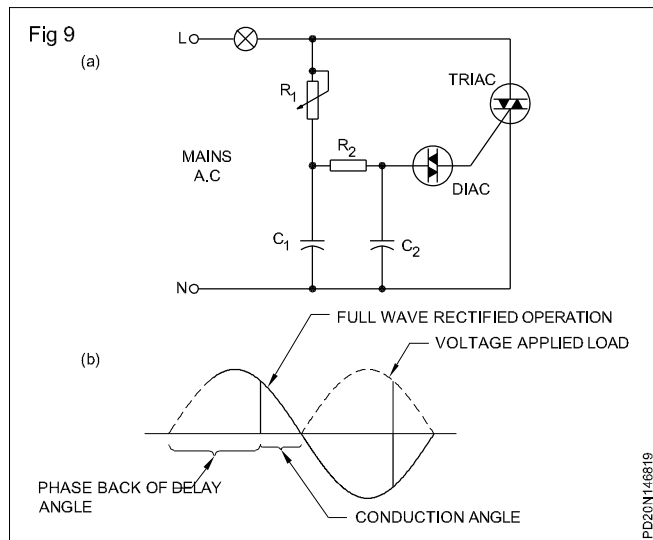 Fig 9
(a)
L
R1
TRIAC
MAINS
A.C
R2
DIAC
C1
C2
N
FULL WAVE RECTIFIED OPERATION
(b)
VOLTAGE APPLIED LOAD
PHASE BACK OF DELAY
ANGLE
CONDUCTION ANGLE
PD20N146819